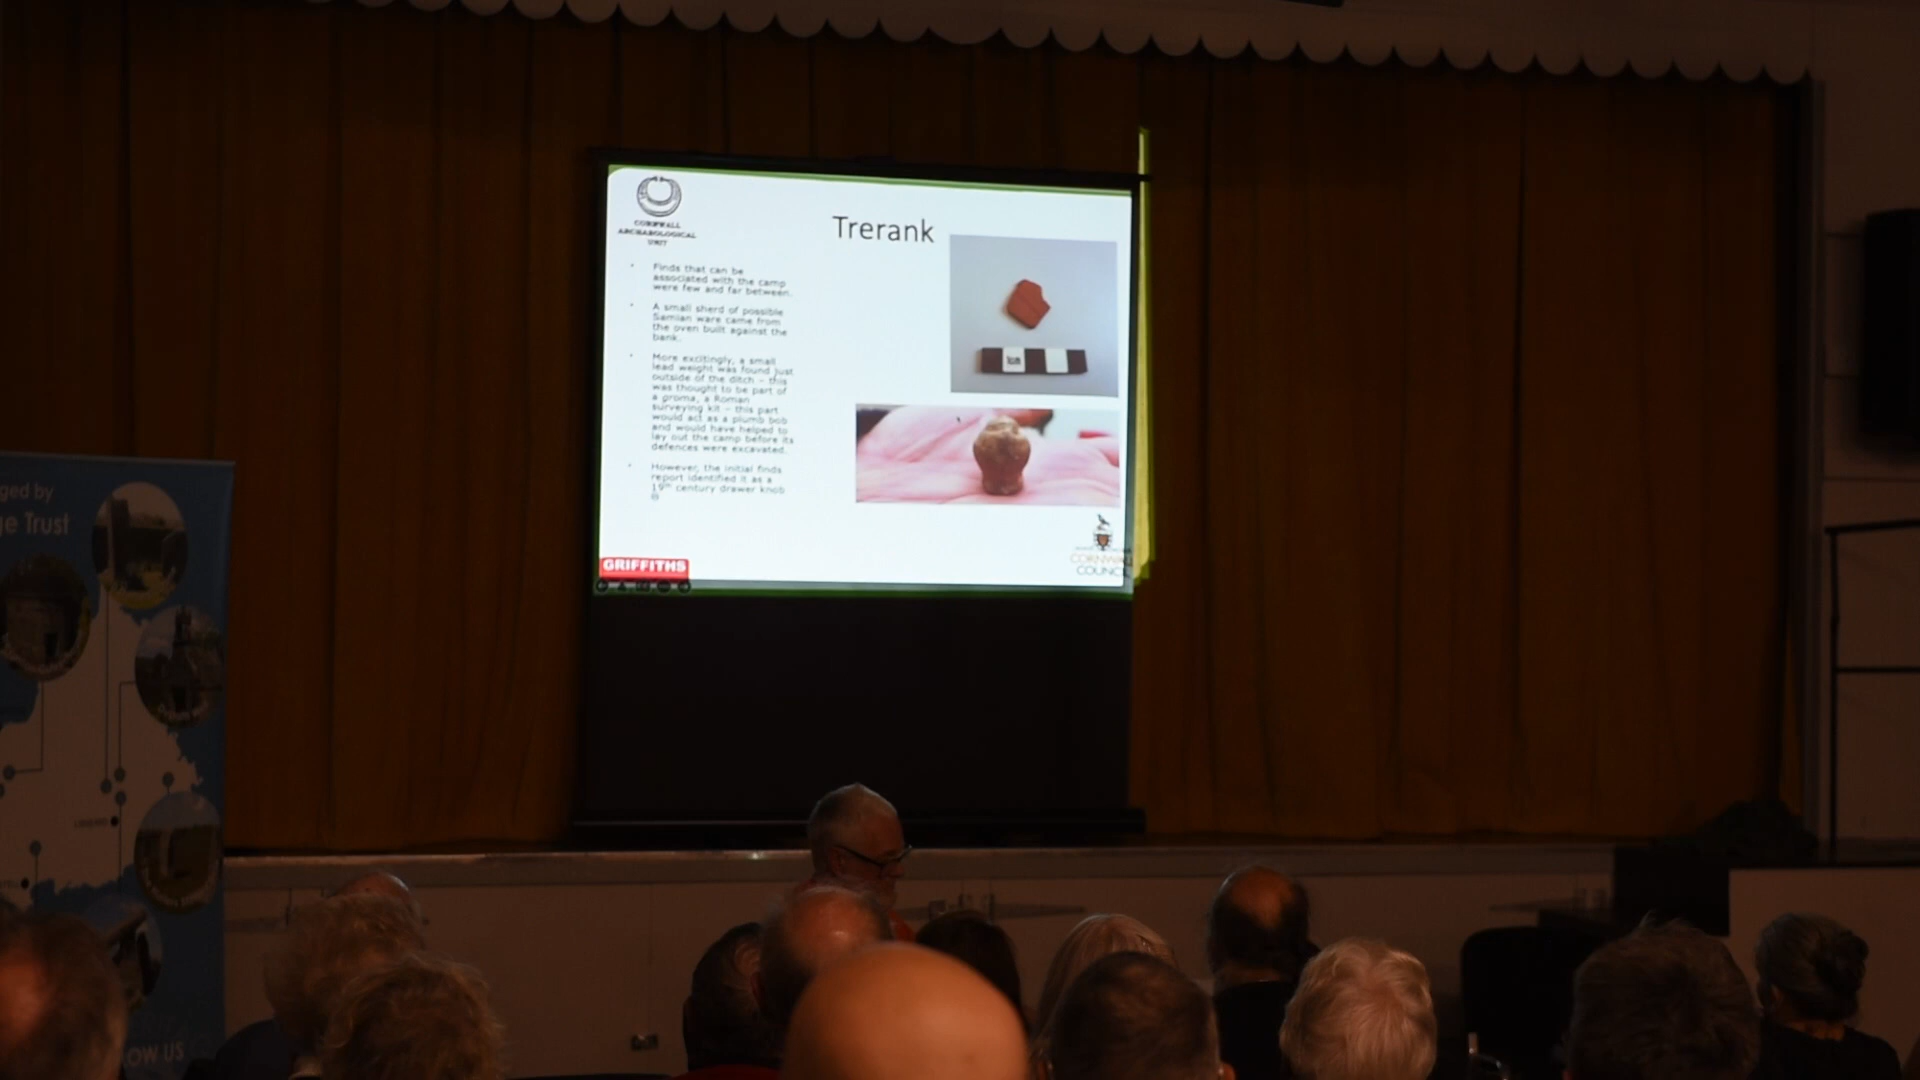 CORNWALL
ARCHAEOLOGICAL
UNIT
Trerank
• Finds that can be
associated with the camp
were few and far between.
• A small sherd of possible
Samian ware came from
the oven built against the
bank.
• More excitingly, a small
lead weight was found just
outside of the ditch – this
was thought to be part of
a groma, a Roman
surveying kit – this part
would act as a plumb bob
and would have helped to
lay out the camp before its
defences were excavated.
• However, the initial finds
report identified it as a
19th century drawer knob
GRIFFITHS
CORNWALL
COUNCIL
ged by
ge Trust
OW US